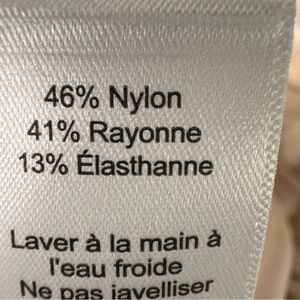 46% Nylon
41% Rayonne
13% Élasthanne
Laver à la main à
l'eau froide
Ne pas javelliser